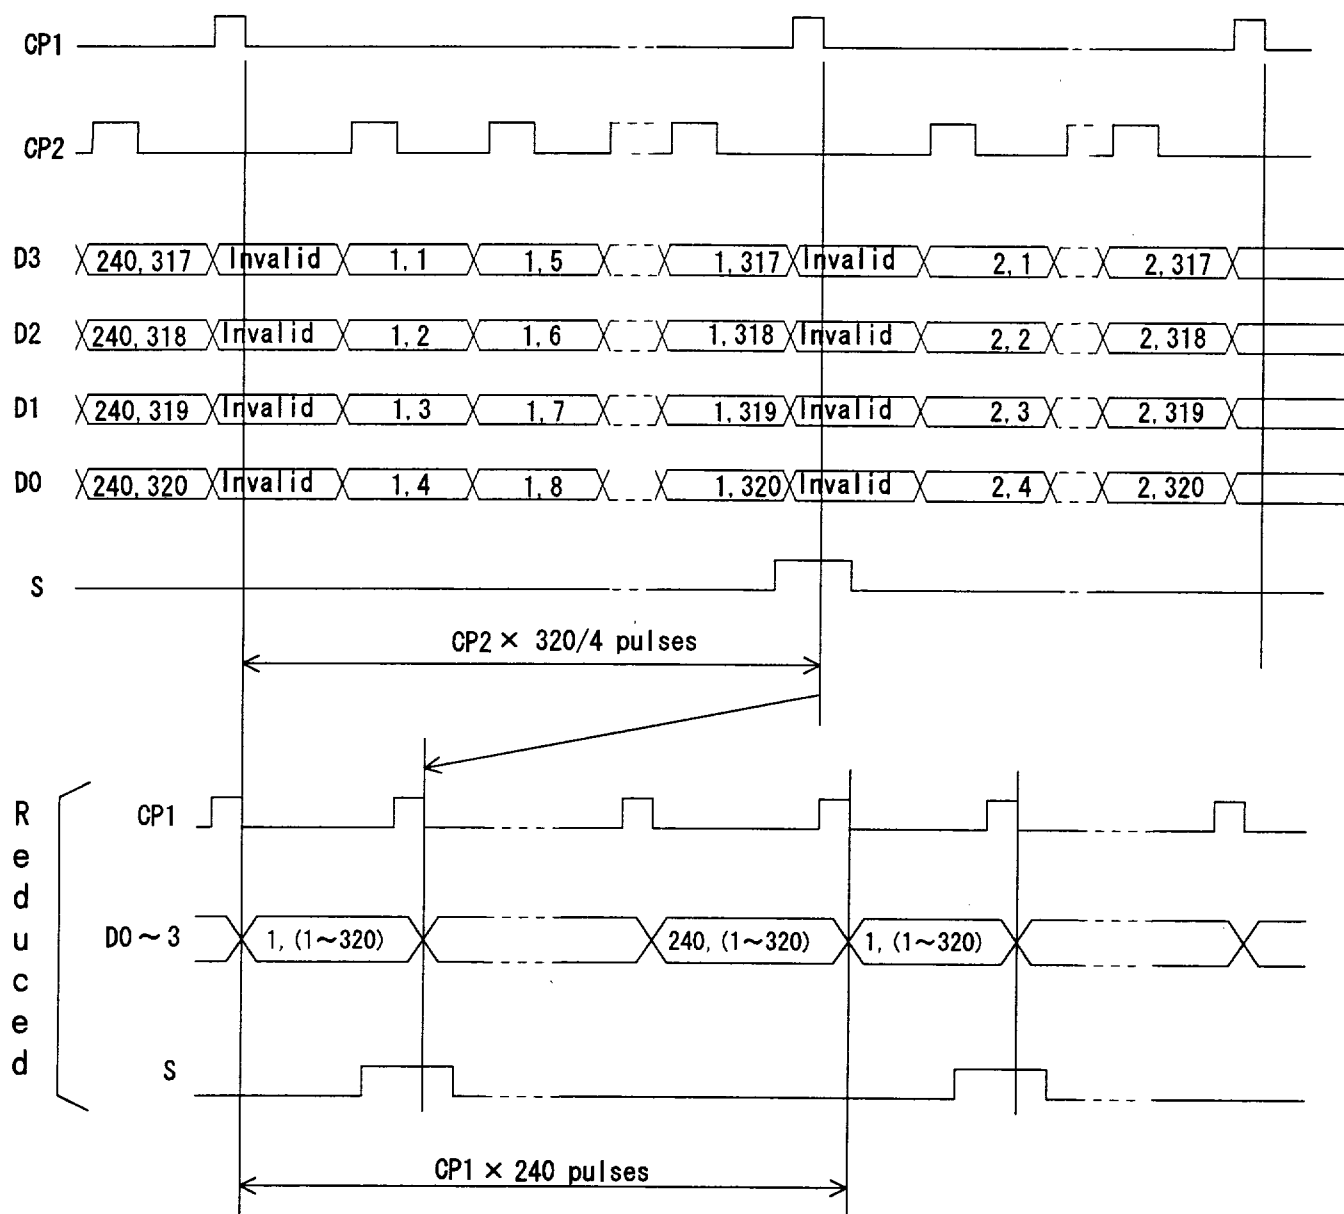 CP1
CP2
D3 240,317 Invalid 1,1 1,5 1,317 Invalid 2,1 2,317
D2 240,318 Invalid 1,2 1,6 1,318 Invalid 2,2 2,318
D1 240,319 Invalid 1,3 1,7 1,319 Invalid 2,3 2,319
D0 240,320 Invalid 1,4 1,8 1,320 Invalid 2,4 2,320
S
CP2× 320/4 pulses
Reduced
CP1
D0～3 1,(1～320) 240,(1～320) 1,(1～320)
S
CP1 × 240 pulses